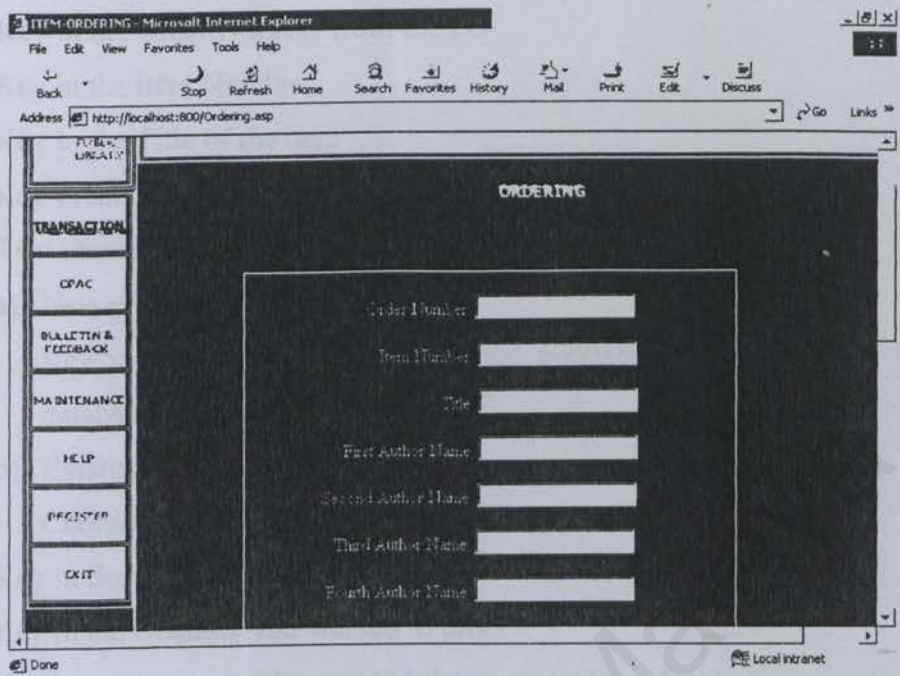 ITEM-ORDERING - Microsoft Internet Explorer
File Edit View Favorites Tools Help
Back Stop Refresh Home Search Favorites History Mail Print Edit Discuss
Address http://localhost:800/Ordering.asp Go Links »
PUBLIC
LIBRARY
TRANSACTION
OPAC
BULLETIN &
FEEDBACK
MAINTENANCE
HELP
REGISTER
EXIT
ORDERING
Order Number
Item Number
Title
First Author Name
Second Author Name
Third Author Name
Fourth Author Name
Done Local intranet